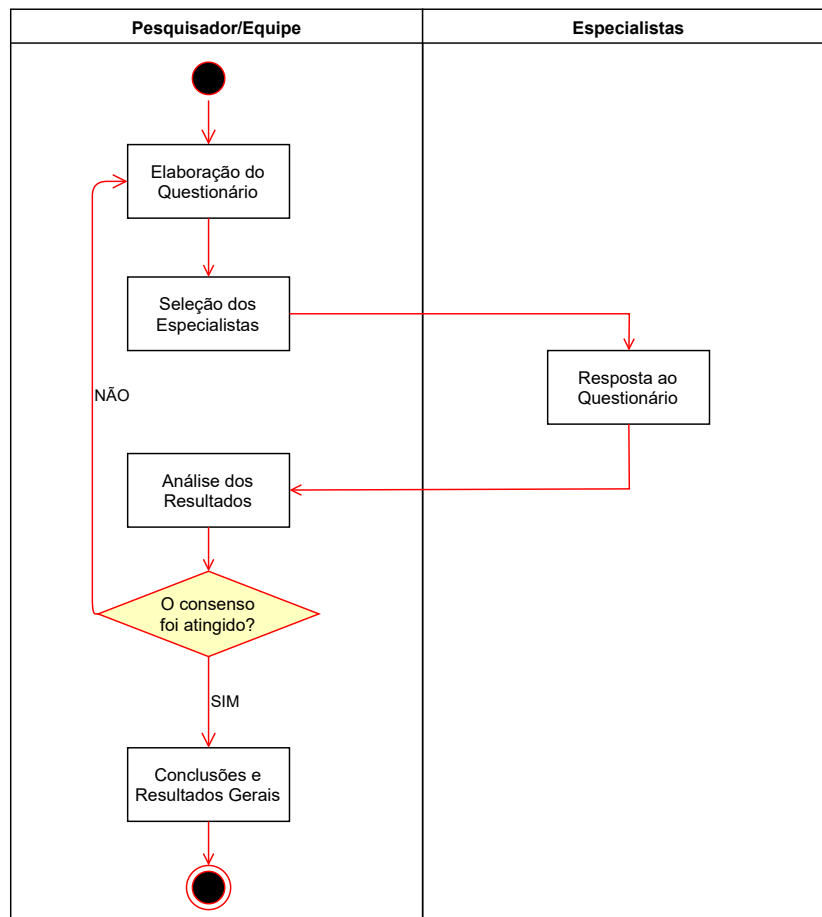 Pesquisador/Equipe
Especialistas
Elaboração do
Questionário
Seleção dos
Especialistas
Resposta ao
Questionário
NÃO
Análise dos
Resultados
O consenso
foi atingido?
SIM
Conclusões e
Resultados Gerais